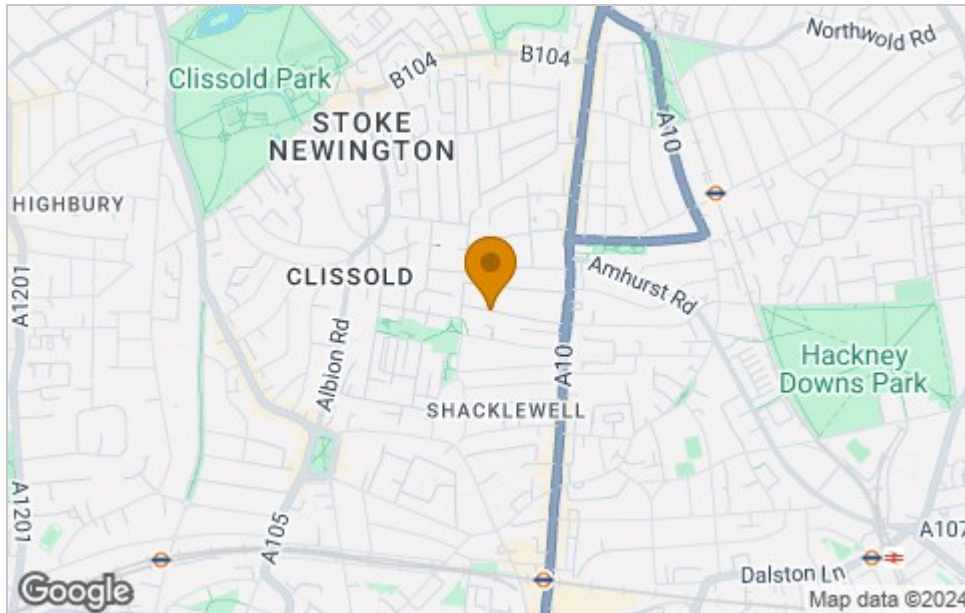 Northwold Rd
B104
B104
Clissold Park
A10
STOKE
NEWINGTON
HIGHBURY
CLISSOLD
Amhurst Rd
A1201
Albion Rd
A10
Hackney
Downs Park
SHACKLEWELL
A1201
A105
A107
Dalston Ln
Google
Map data ©2024